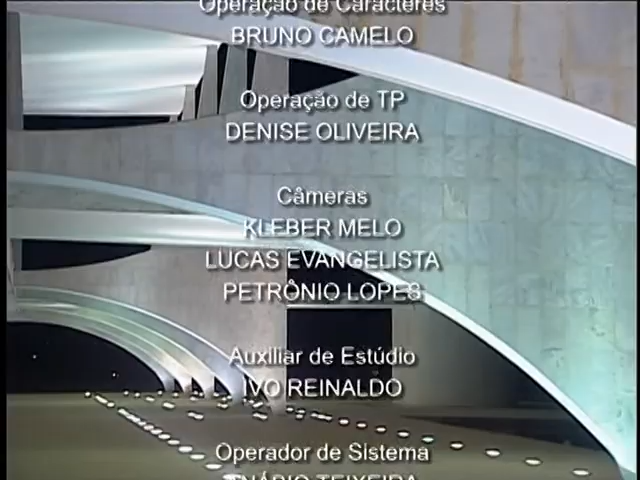 Operação de Caracteres
BRUNO CAMELO
Operação de TP
DENISE OLIVEIRA
Câmeras
KLEBER MELO
LUCAS EVANGELISTA
PETRÔNIO LOPES
Auxiliar de Estúdio
IVO REINALDO
Operador de Sistema
TEIXEIRA